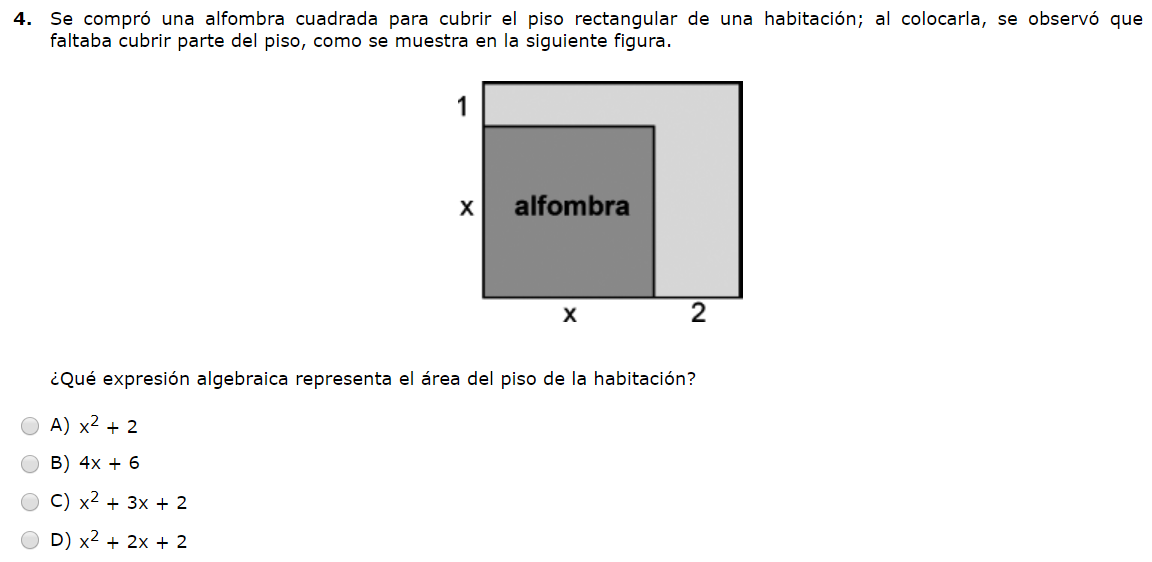 4. Se compró una alfombra cuadrada para cubrir el piso rectangular de una habitación; al colocarla, se observó que
faltaba cubrir parte del piso, como se muestra en la siguiente figura.
1
x alfombra
x 2
¿Qué expresión algebraica representa el área del piso de la habitación?
A) x² + 2
B) 4x + 6
C) x² + 3x + 2
D) x² + 2x + 2